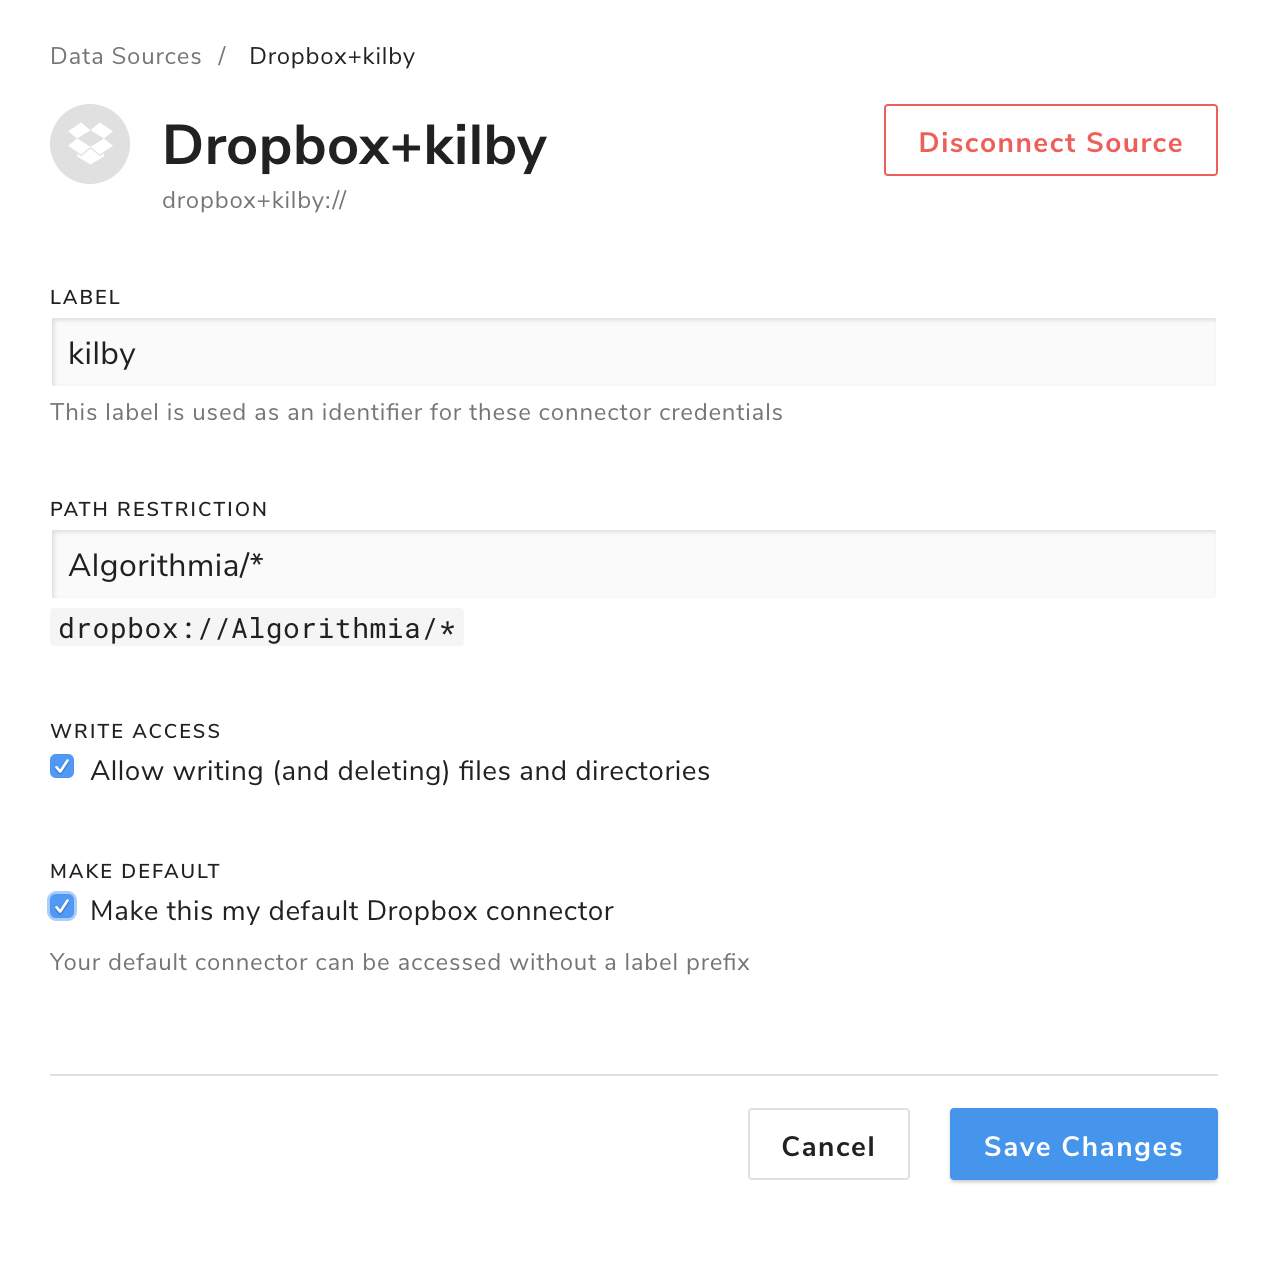 Data Sources / Dropbox+kilby
Dropbox+kilby
Disconnect Source
dropbox+kilby://
LABEL
kilby
This label is used as an identifier for these connector credentials
PATH RESTRICTION
Algorithmia/*
dropbox://Algorithmia/*
WRITE ACCESS
Allow writing (and deleting) files and directories
MAKE DEFAULT
Make this my default Dropbox connector
Your default connector can be accessed without a label prefix
Cancel
Save Changes